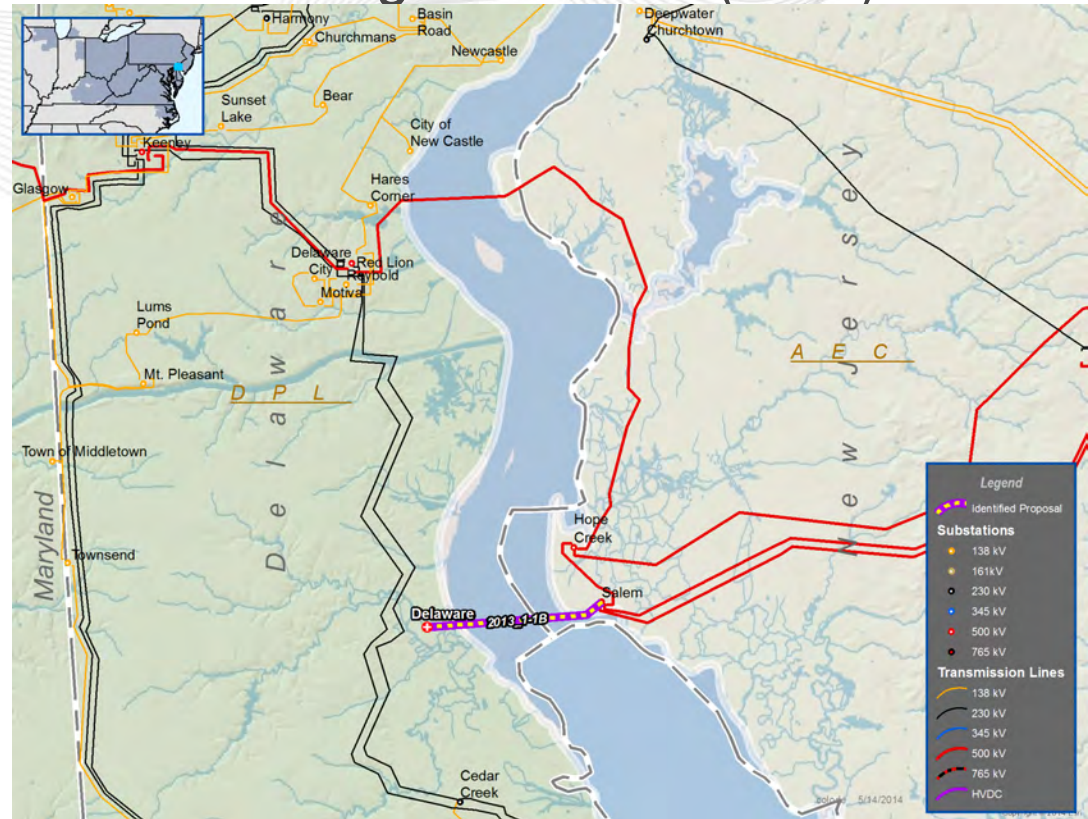 Harmony
Basin
Road
Churchmans
Newcastle
Deepwater
Churchtown
Sunset
Lake
Bear
City of
New Castle
Keeney
Glasgow
Hares
Corner
Delaware
City
Red Lion
Reybold
Motiva
Lums
Pond
Mt. Pleasant
D P L
A E C
Delaware
New Jersey
Maryland
Town of Middletown
Townsend
Hope
Creek
Salem
Delaware
2013_1-1B
Cedar
Creek
Legend
Identified Proposal
Substations
138 kV
161kV
230 kV
345 kV
500 kV
765 kV
Transmission Lines
138 kV
230 kV
345 kV
500 kV
765 kV
HVDC
5/14/2014